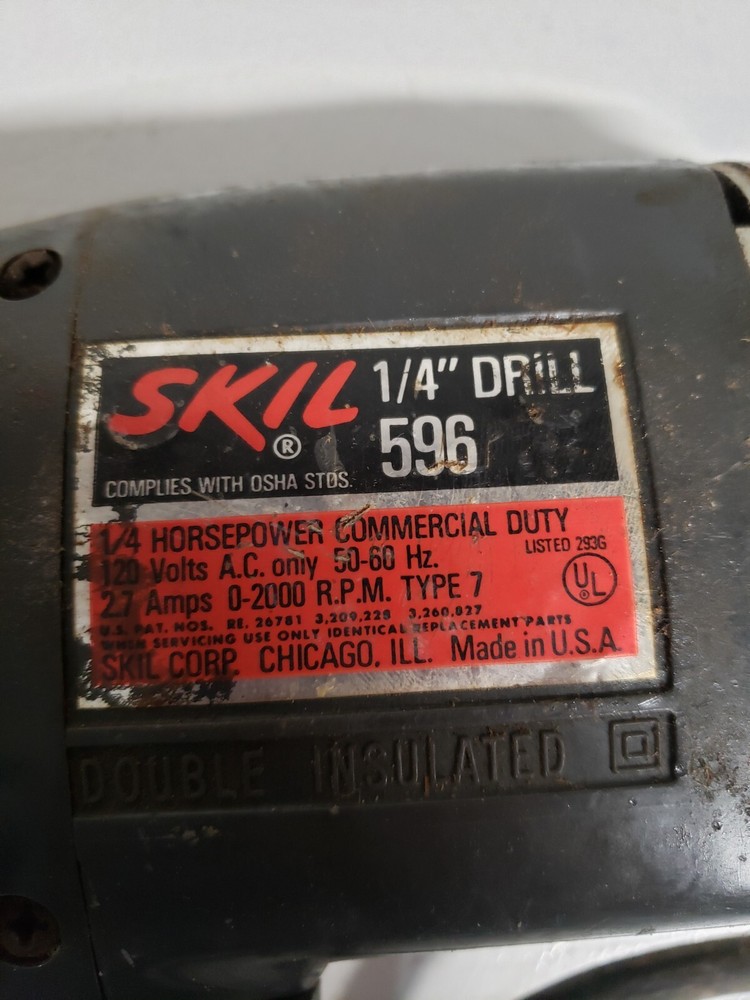 SKIL ® 1/4" DRILL
596
COMPLIES WITH OSHA STDS.
1/4 HORSEPOWER COMMERCIAL DUTY
120 Volts A.C. only 50-60 Hz.
LISTED 293G
2.7 Amps 0-2000 R.P.M. TYPE 7
UL
U.S. PAT. NOS. RE. 26781 3,209,228 3,260,827
WHEN SERVICING USE ONLY IDENTICAL REPLACEMENT PARTS
SKIL CORP. CHICAGO, ILL. Made in U.S.A.
DOUBLE INSULATED